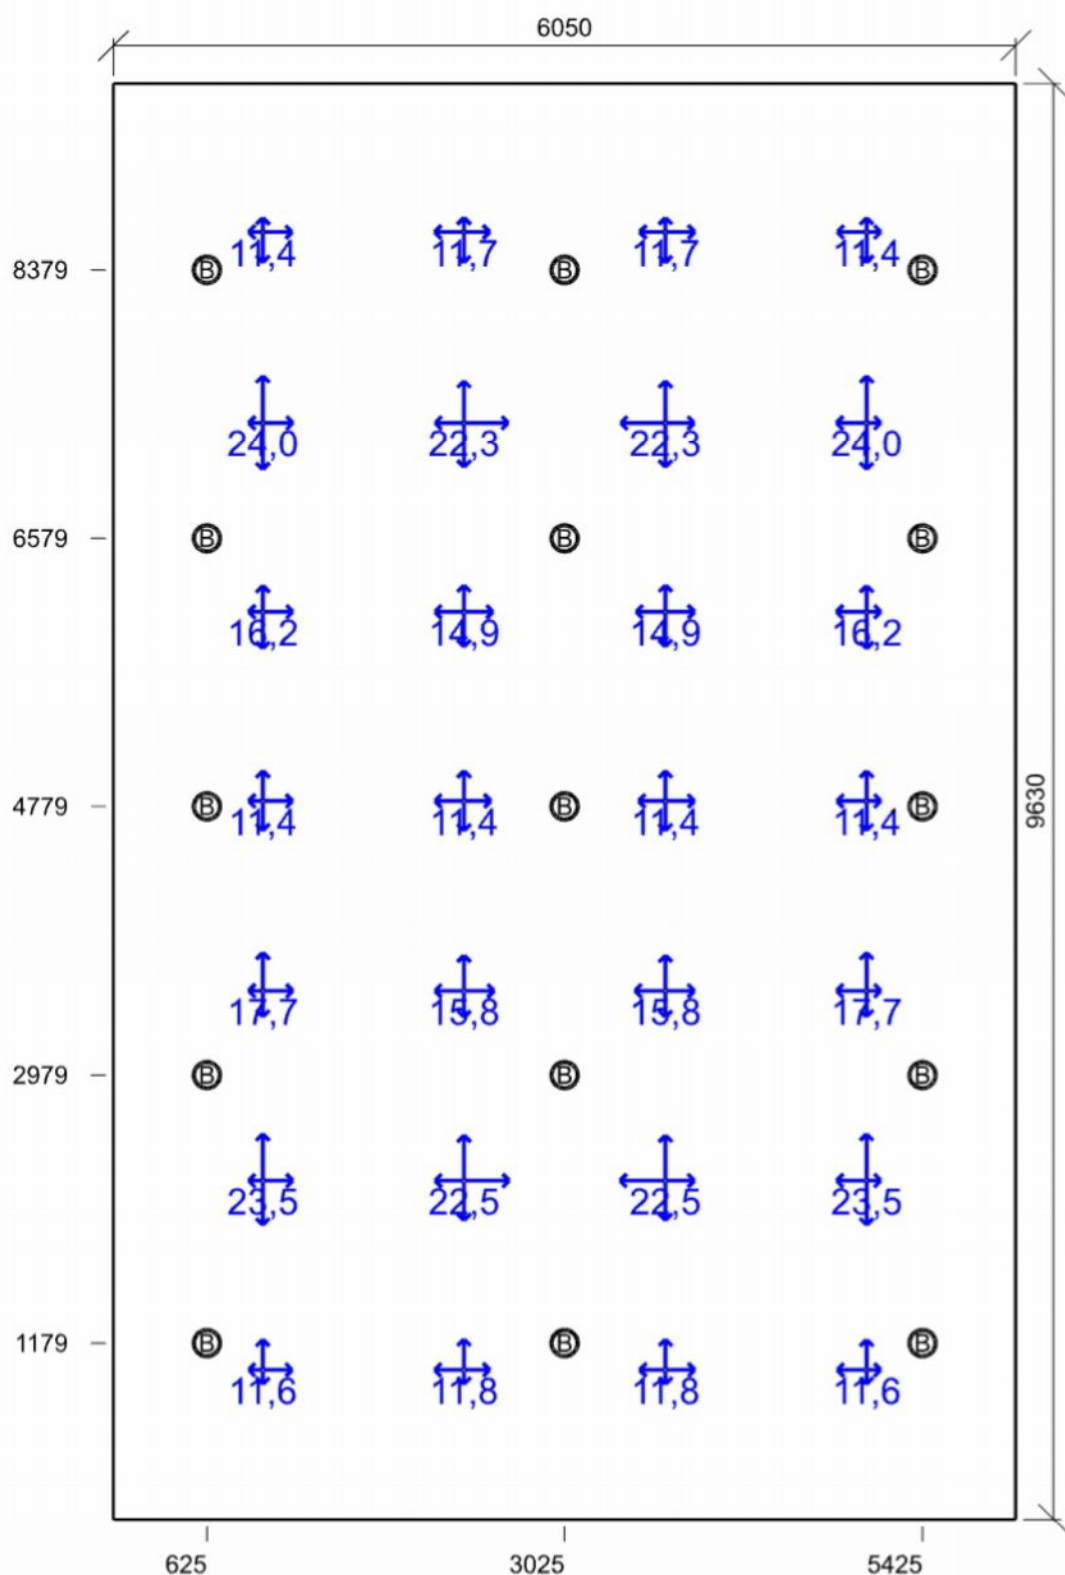 6050
11,4 11,7 11,7 11,4
8379 B B B
24,0 22,3 22,3 24,0
6579 B B B
16,2 14,9 14,9 16,2
9630
4779 B B B
11,4 11,4 11,4 11,4
17,7 15,8 15,8 17,7
2979 B B B
23,5 22,5 22,5 23,5
1179 B B B
11,6 11,8 11,8 11,6
625 3025 5425